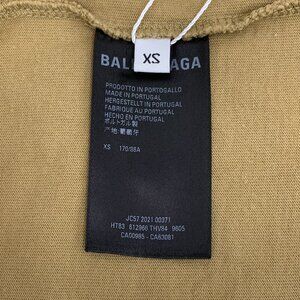 XS
BALENCIAGA
PRODOTTO IN PORTOGALLO
MADE IN PORTUGAL
HERGESTELLT IN PORTUGAL
FABRIQUÉ AU PORTUGAL
HECHO EN PORTUGAL
ポルトガル製
产地:葡萄牙
XS 170/88A
JC57 2021 00371
HT83 612966 THV84 9605
CA00985 - CA63081